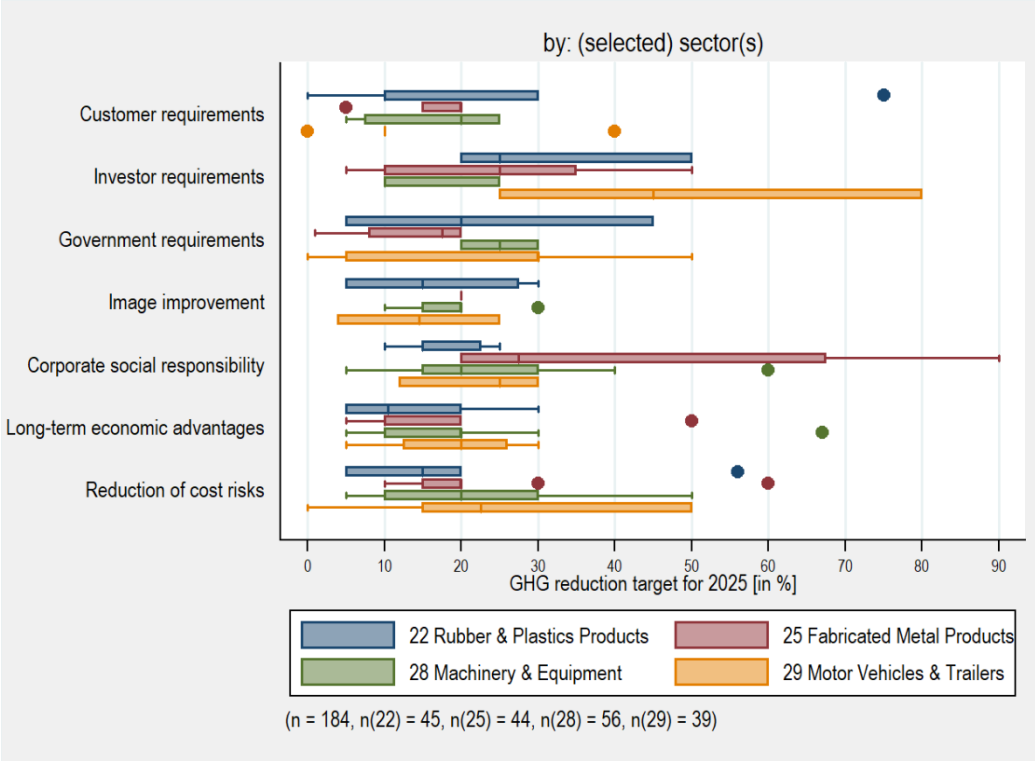 by: (selected) sector(s)
Customer requirements
Investor requirements
Government requirements
Image improvement
Corporate social responsibility
Long-term economic advantages
Reduction of cost risks
0 10 20 30 40 50 60 70 80 90
GHG reduction target for 2025 [in %]
22 Rubber & Plastics Products 25 Fabricated Metal Products
28 Machinery & Equipment 29 Motor Vehicles & Trailers
(n = 184, n(22) = 45, n(25) = 44, n(28) = 56, n(29) = 39)